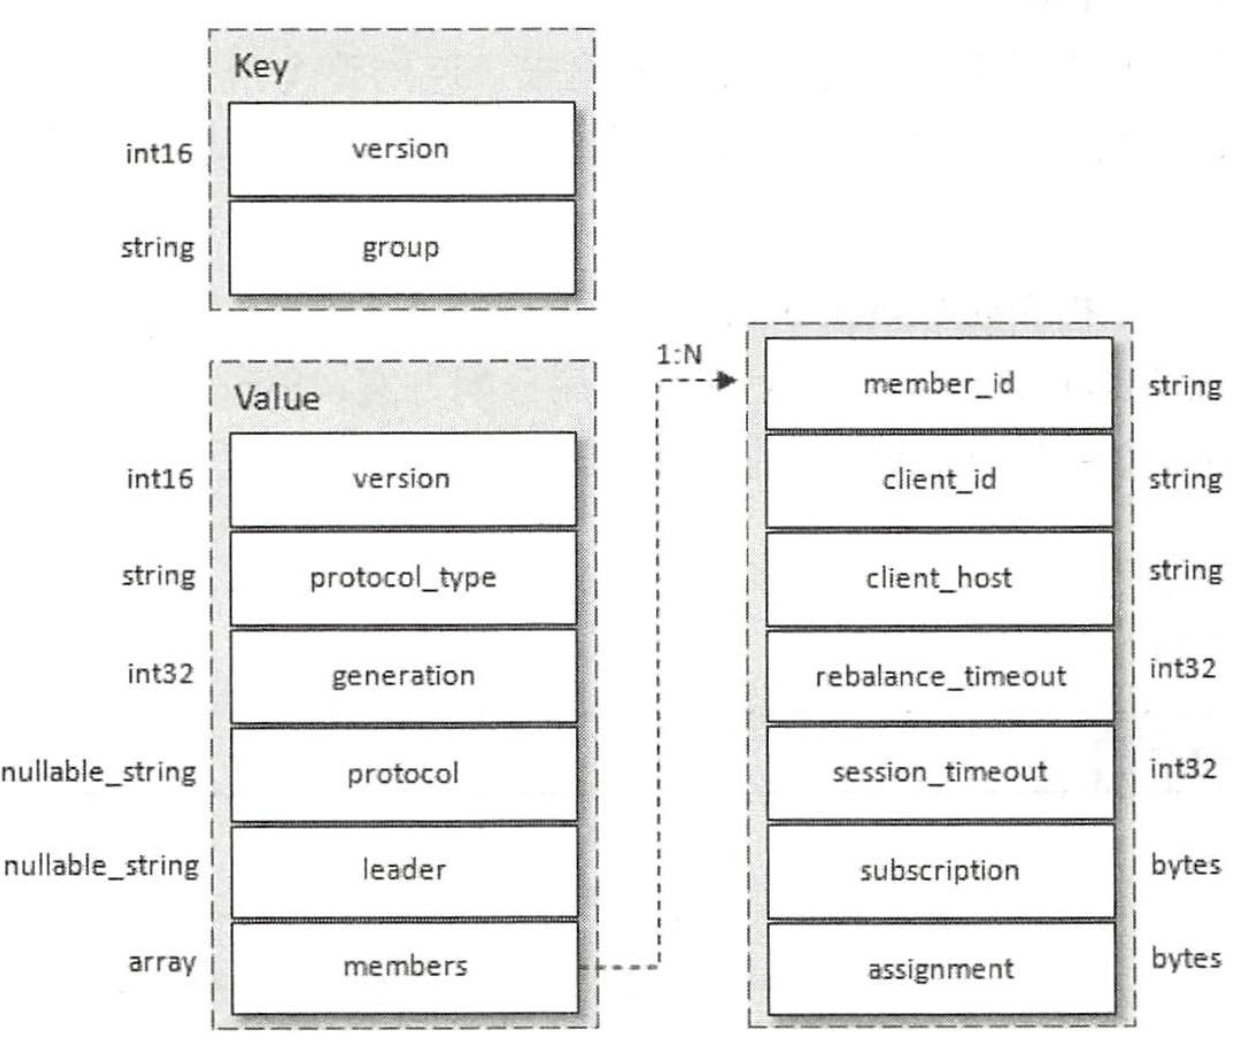 Key
int16 version
string group
Value
int16 version
string protocol_type
int32 generation
nullable_string protocol
nullable_string leader
array members
1:N
member_id string
client_id string
client_host string
rebalance_timeout int32
session_timeout int32
subscription bytes
assignment bytes